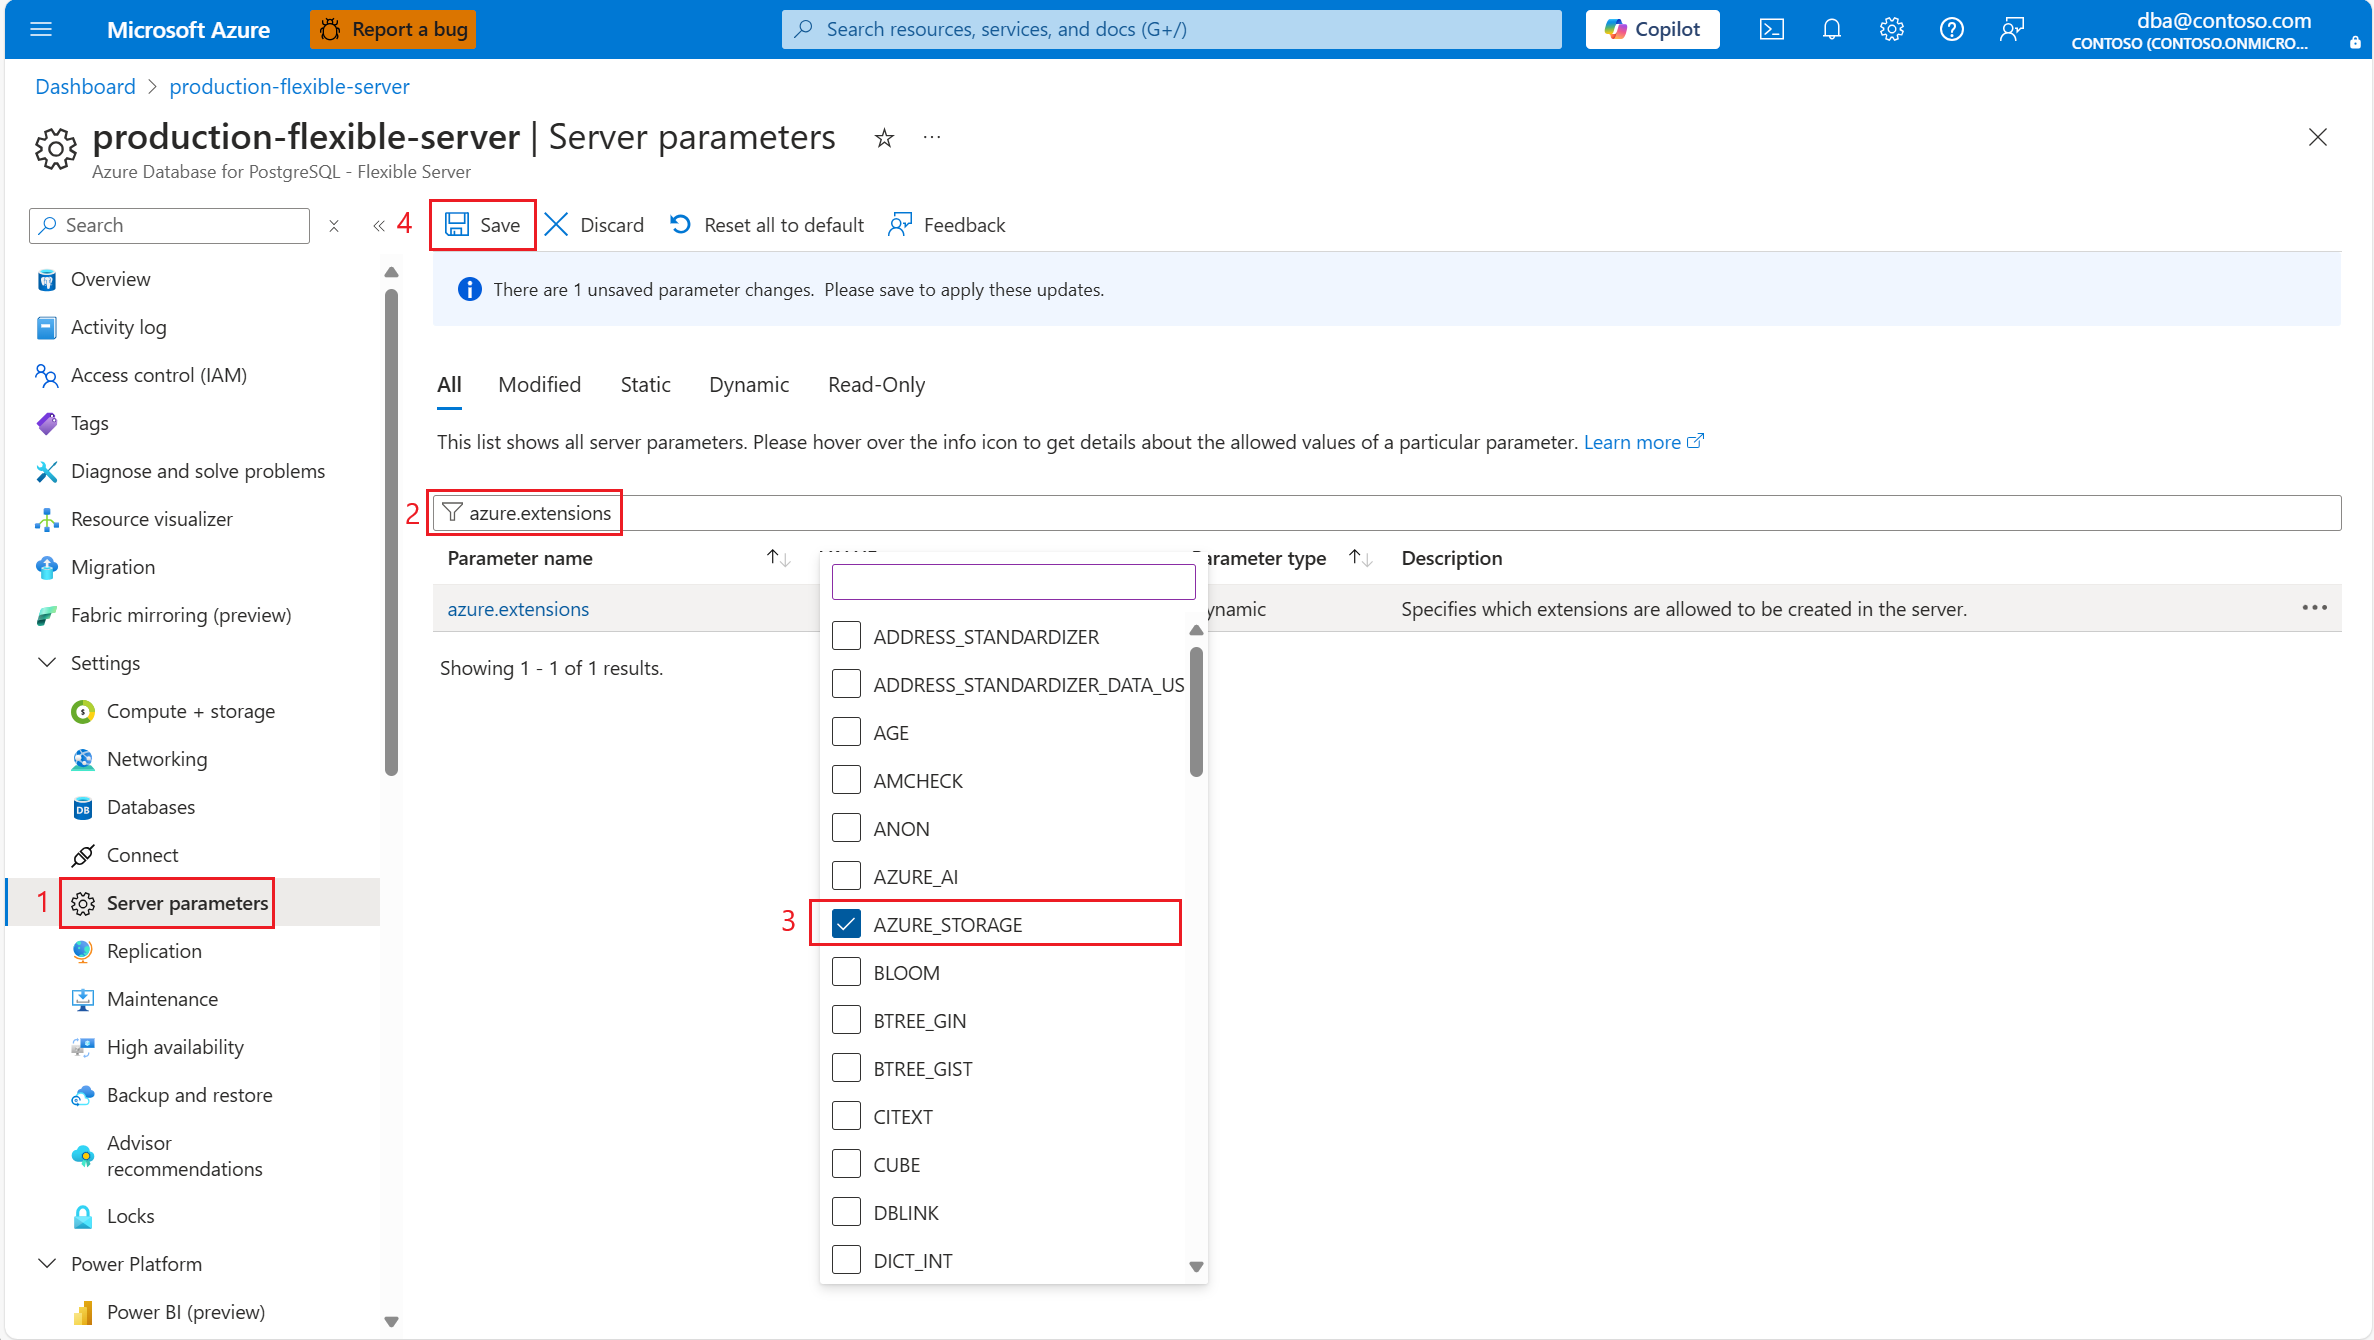 Microsoft Azure
Report a bug
Search resources, services, and docs (G+/)
Copilot
dba@contoso.com
CONTOSO (CONTOSO.ONMICRO...
Dashboard > production-flexible-server
production-flexible-server | Server parameters
Azure Database for PostgreSQL - Flexible Server
Search
4
Save
Discard
Reset all to default
Feedback
There are 1 unsaved parameter changes. Please save to apply these updates.
Overview
Activity log
Access control (IAM)
Tags
Diagnose and solve problems
Resource visualizer
Migration
Fabric mirroring (preview)
Settings
Compute + storage
Networking
Databases
Connect
1
Server parameters
Replication
Maintenance
High availability
Backup and restore
Advisor
recommendations
Locks
Power Platform
Power BI (preview)
All
Modified
Static
Dynamic
Read-Only
This list shows all server parameters. Please hover over the info icon to get details about the allowed values of a particular parameter. Learn more
2
azure.extensions
Parameter name
arameter type
Description
azure.extensions
ynamic
Specifies which extensions are allowed to be created in the server.
Showing 1 - 1 of 1 results.
ADDRESS_STANDARDIZER
ADDRESS_STANDARDIZER_DATA_US
AGE
AMCHECK
ANON
AZURE_AI
3
AZURE_STORAGE
BLOOM
BTREE_GIN
BTREE_GIST
CITEXT
CUBE
DBLINK
DICT_INT